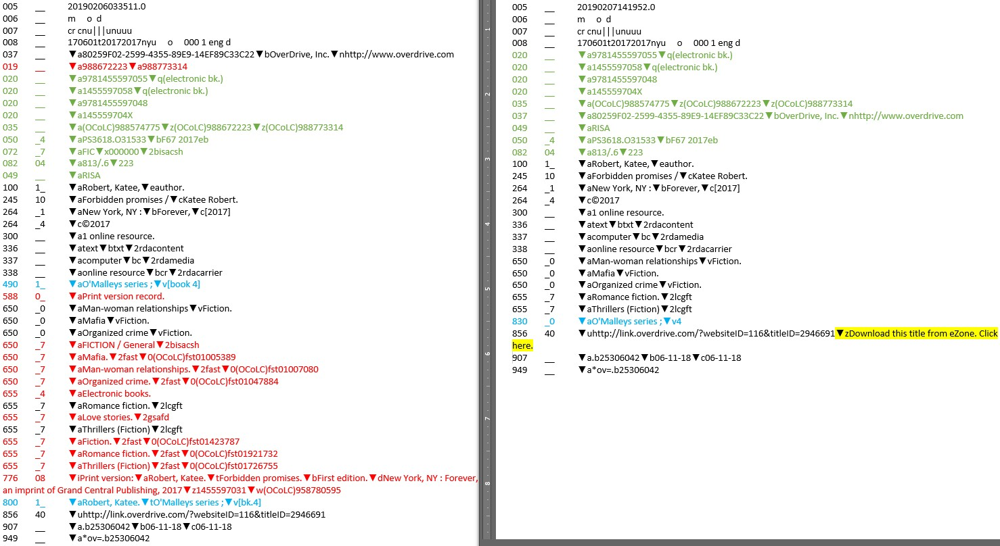 005 __ 20190206033511.0
006 __ m o d
007 __ cr cnu|||unuuu
008 __ 170601t20172017nyu o 000 1 eng d
037 __ ▼a80259F02-2599-4355-89E9-14EF89C33C22▼bOverDrive, Inc.▼nhttp://www.overdrive.com
019 __ ▼a988672223▼a988773314
020 __ ▼a9781455597055▼q(electronic bk.)
020 __ ▼a1455597058▼q(electronic bk.)
020 __ ▼a9781455597048
020 __ ▼a145559704X
035 __ ▼a(OCoLC)988574775▼z(OCoLC)988672223▼z(OCoLC)988773314
050 _4 ▼aPS3618.O31533▼bF67 2017eb
072 _7 ▼aFIC▼x000000▼2bisacsh
082 04 ▼a813/.6▼223
049 __ ▼aRISA
100 1_ ▼aRobert, Katee,▼eauthor.
245 10 ▼aForbidden promises /▼cKatee Robert.
264 _1 ▼aNew York, NY :▼bForever,▼c[2017]
264 _4 ▼c©2017
300 __ ▼a1 online resource.
336 __ ▼atext▼btxt▼2rdacontent
337 __ ▼acomputer▼bc▼2rdamedia
338 __ ▼aonline resource▼bcr▼2rdacarrier
490 1_ ▼aO'Malleys series ;▼v[book 4]
588 0_ ▼aPrint version record.
650 _0 ▼aMan-woman relationships▼vFiction.
650 _0 ▼aMafia▼vFiction.
650 _0 ▼aOrganized crime▼vFiction.
650 _7 ▼aFICTION / General▼2bisacsh
650 _7 ▼aMafia.▼2fast▼0(OCoLC)fst01005389
650 _7 ▼aMan-woman relationships.▼2fast▼0(OCoLC)fst01007080
650 _7 ▼aOrganized crime.▼2fast▼0(OCoLC)fst01047884
655 _4 ▼aElectronic books.
655 _7 ▼aRomance fiction.▼2lcgft
655 _7 ▼aLove stories.▼2gsafd
655 _7 ▼aThrillers (Fiction)▼2lcgft
655 _7 ▼aFiction.▼2fast▼0(OCoLC)fst01423787
655 _7 ▼aRomance fiction.▼2fast▼0(OCoLC)fst01921732
655 _7 ▼aThrillers (Fiction)▼2fast▼0(OCoLC)fst01726755
776 08 ▼iPrint version:▼aRobert, Katee.▼tForbidden promises.▼bFirst edition.▼dNew York, NY : Forever,
an imprint of Grand Central Publishing, 2017▼z1455597031▼w(OCoLC)958780595
800 1_ ▼aRobert, Katee.▼tO'Malleys series ;▼v[bk.4]
856 40 ▼uhttp://link.overdrive.com/?websiteID=116&titleID=2946691
907 __ ▼a.b25306042▼b06-11-18▼c06-11-18
949 __ ▼a*ov=.b25306042
1
2
3
4
5
6
7
8
005 __ 20190207141952.0
006 __ m o d
007 __ cr cnu|||unuuu
008 __ 170601t20172017nyu o 000 1 eng d
020 __ ▼a9781455597055▼q(electronic bk.)
020 __ ▼a1455597058▼q(electronic bk.)
020 __ ▼a9781455597048
020 __ ▼a145559704X
035 __ ▼a(OCoLC)988574775▼z(OCoLC)988672223▼z(OCoLC)988773314
037 __ ▼a80259F02-2599-4355-89E9-14EF89C33C22▼bOverDrive, Inc.▼nhttp://www.overdrive.com
049 __ ▼aRISA
050 _4 ▼aPS3618.O31533▼bF67 2017eb
082 04 ▼a813/.6▼223
100 1_ ▼aRobert, Katee,▼eauthor.
245 10 ▼aForbidden promises /▼cKatee Robert.
264 _1 ▼aNew York, NY :▼bForever,▼c[2017]
264 _4 ▼c©2017
300 __ ▼a1 online resource.
336 __ ▼atext▼btxt▼2rdacontent
337 __ ▼acomputer▼bc▼2rdamedia
338 __ ▼aonline resource▼bcr▼2rdacarrier
650 _0 ▼aMan-woman relationships▼vFiction.
650 _0 ▼aMafia▼vFiction.
650 _0 ▼aOrganized crime▼vFiction.
655 _7 ▼aRomance fiction.▼2lcgft
655 _7 ▼aThrillers (Fiction)▼2lcgft
830 _0 ▼aO'Malleys series ;▼v4
856 40 ▼uhttp://link.overdrive.com/?websiteID=116&titleID=2946691▼zDownload this title from eZone. Click
here.
907 __ ▼a.b25306042▼b06-11-18▼c06-11-18
949 __ ▼a*ov=.b25306042